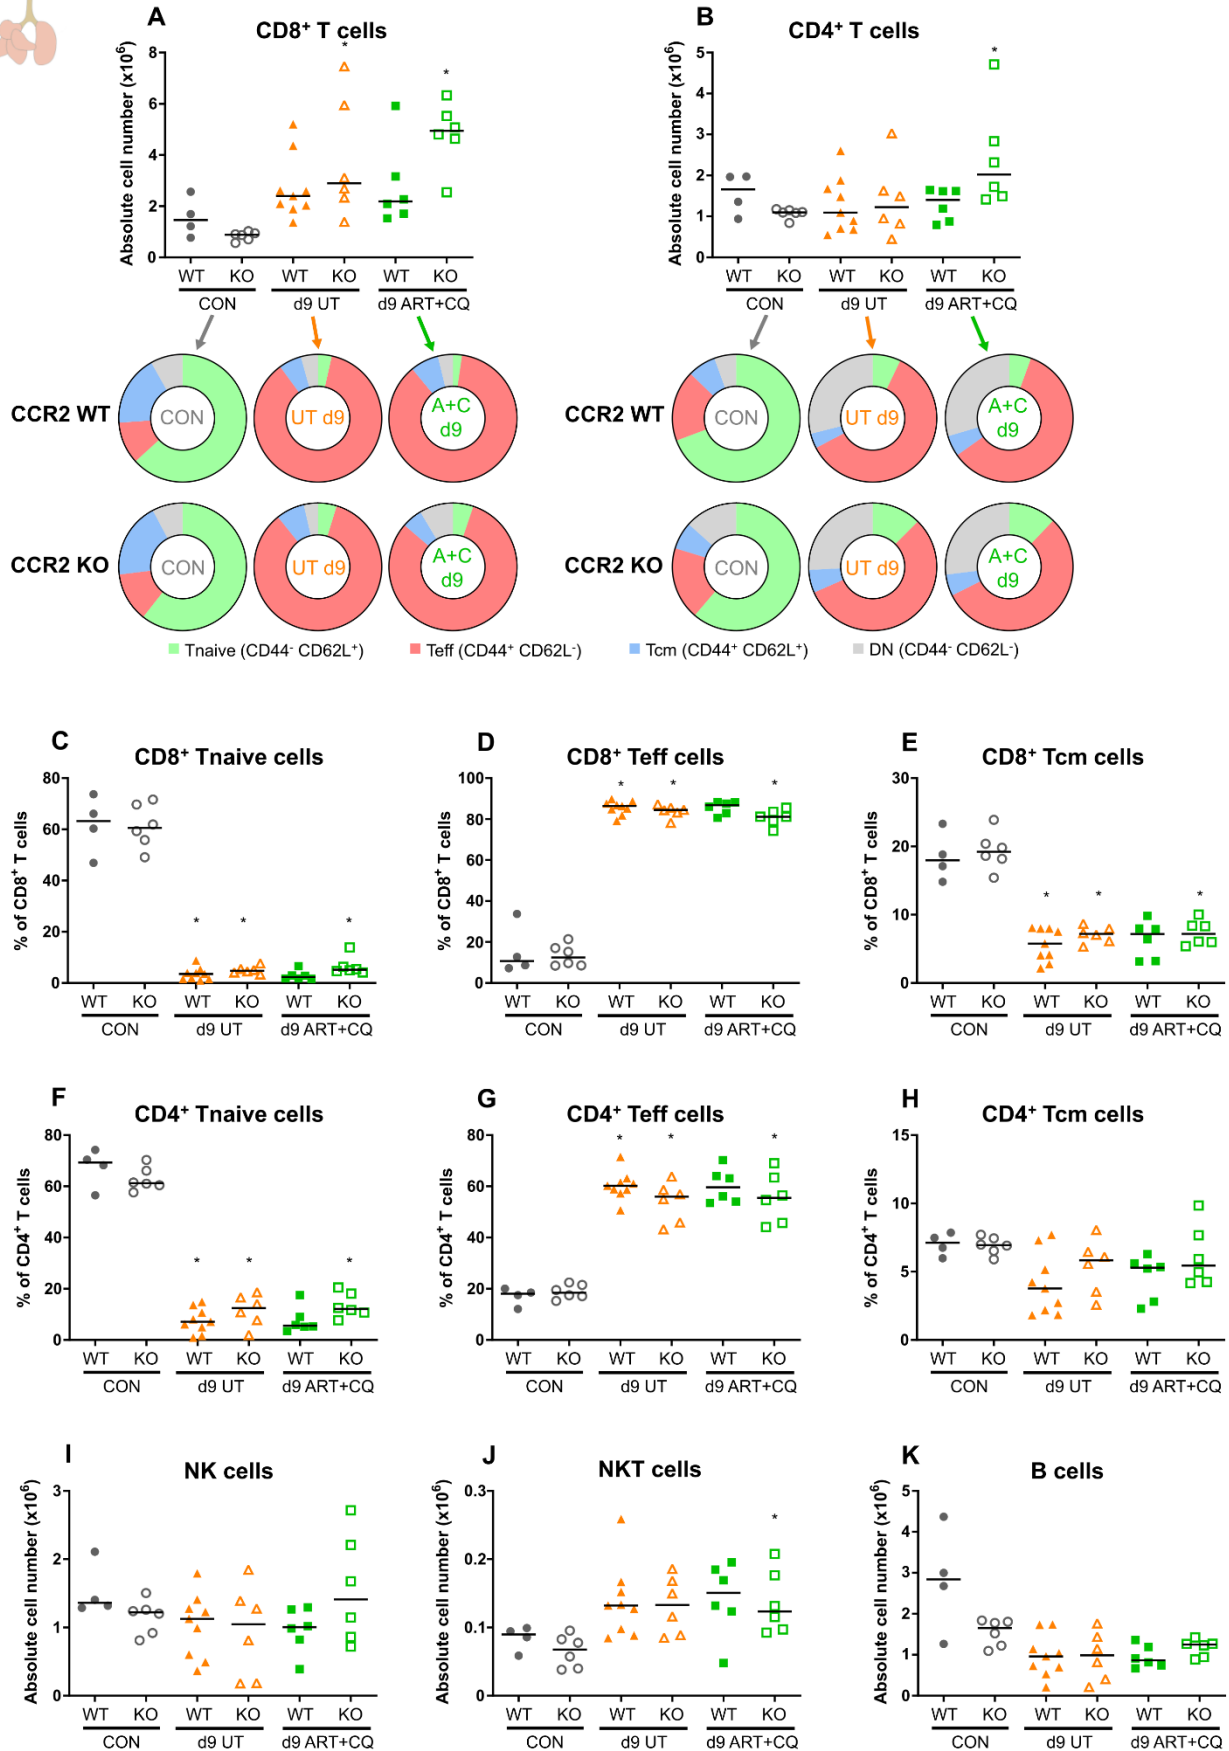 A
CD8⁺ T cells
Absolute cell number (x10⁶)
8
6
4
2
0
*
*
WT KO WT KO WT KO
CON d9 UT d9 ART+CQ
B
CD4⁺ T cells
Absolute cell number (x10⁶)
5
4
3
2
1
0
*
WT KO WT KO WT KO
CON d9 UT d9 ART+CQ
CCR2 WT
CON
UT d9
A+C
d9
CCR2 WT
CON
UT d9
A+C
d9
CCR2 KO
CON
UT d9
A+C
d9
CCR2 KO
CON
UT d9
A+C
d9
Tnaive (CD44⁻ CD62L⁺) Teff (CD44⁺ CD62L⁻) Tcm (CD44⁺ CD62L⁺) DN (CD44⁻ CD62L⁻)
C
CD8⁺ Tnaive cells
% of CD8⁺ T cells
80
60
40
20
0
* * *
WT KO WT KO WT KO
CON d9 UT d9 ART+CQ
D
CD8⁺ Teff cells
% of CD8⁺ T cells
100
80
60
40
20
0
* * *
WT KO WT KO WT KO
CON d9 UT d9 ART+CQ
E
CD8⁺ Tcm cells
% of CD8⁺ T cells
30
20
10
0
* * *
WT KO WT KO WT KO
CON d9 UT d9 ART+CQ
F
CD4⁺ Tnaive cells
% of CD4⁺ T cells
80
60
40
20
0
* * *
WT KO WT KO WT KO
CON d9 UT d9 ART+CQ
G
CD4⁺ Teff cells
% of CD4⁺ T cells
80
60
40
20
0
* * *
WT KO WT KO WT KO
CON d9 UT d9 ART+CQ
H
CD4⁺ Tcm cells
% of CD4⁺ T cells
15
10
5
0
WT KO WT KO WT KO
CON d9 UT d9 ART+CQ
I
NK cells
Absolute cell number (x10⁶)
3
2
1
0
WT KO WT KO WT KO
CON d9 UT d9 ART+CQ
J
NKT cells
Absolute cell number (x10⁶)
0.3
0.2
0.1
0
*
WT KO WT KO WT KO
CON d9 UT d9 ART+CQ
K
B cells
Absolute cell number (x10⁶)
5
4
3
2
1
0
WT KO WT KO WT KO
CON d9 UT d9 ART+CQ